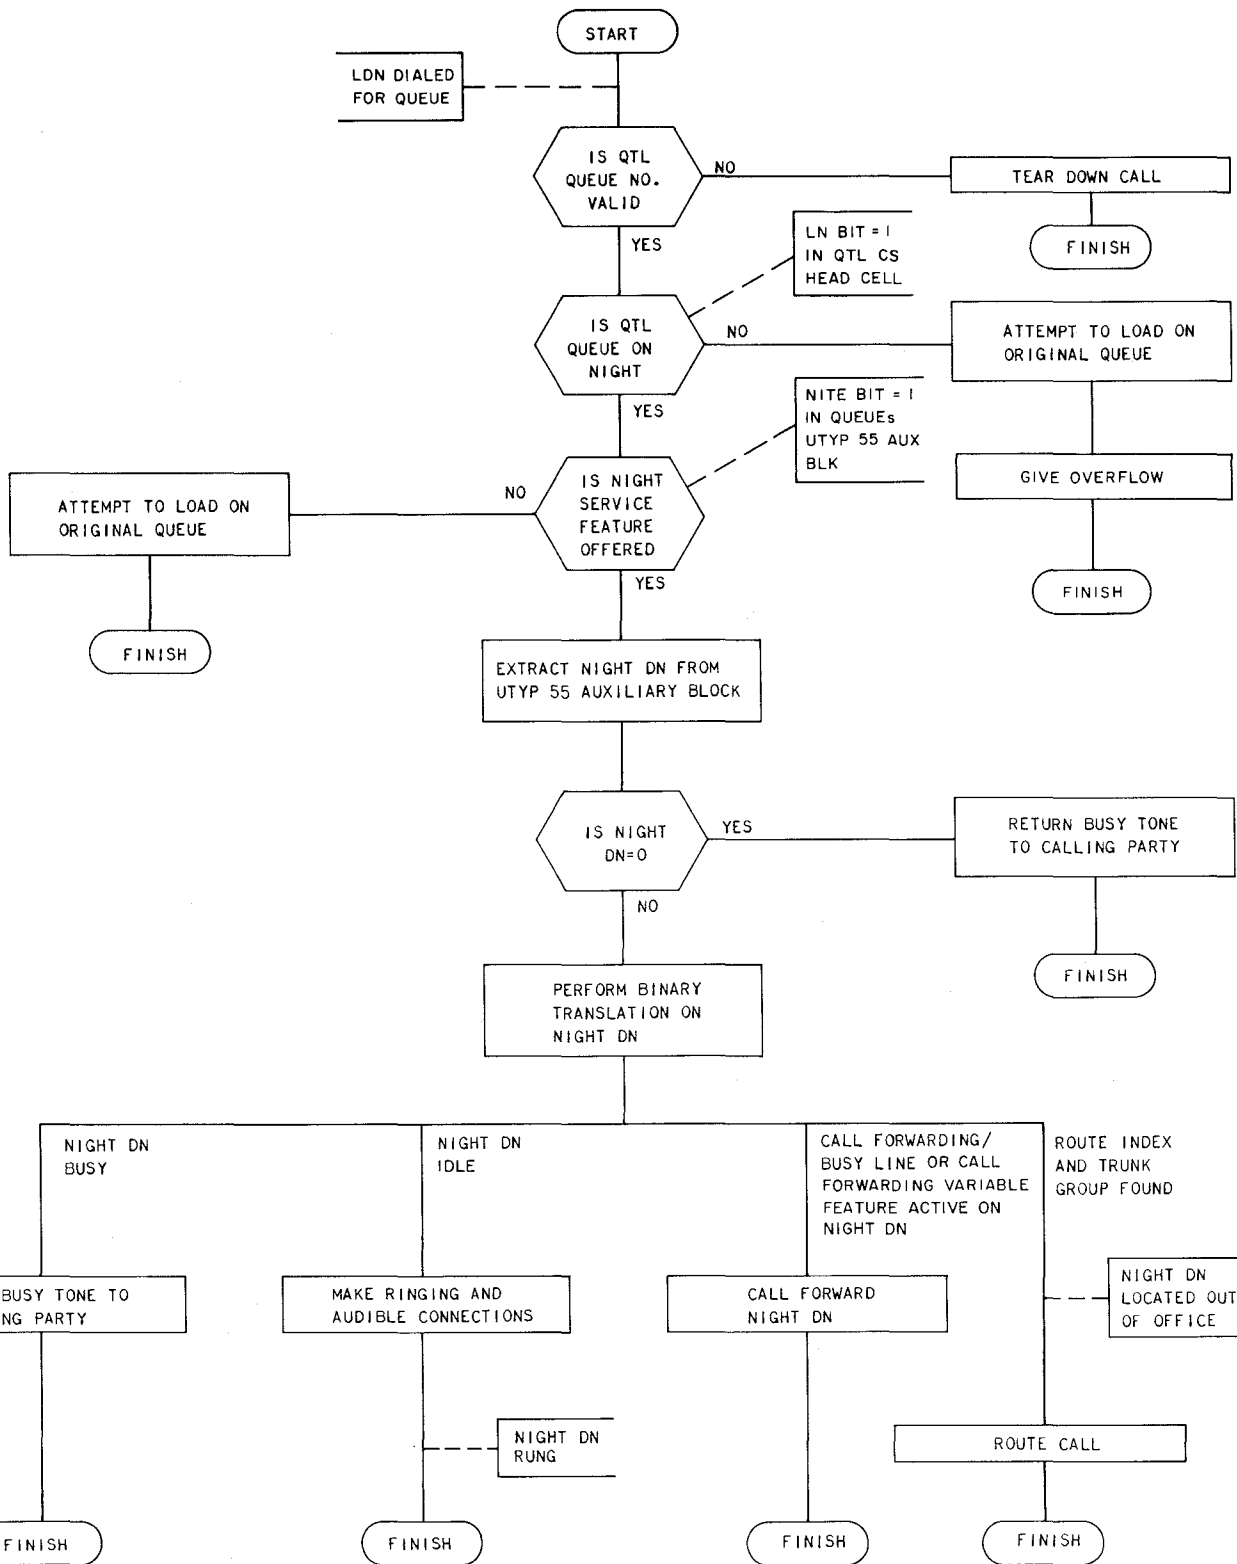 START
LDN DIALED
FOR QUEUE
IS QTL
QUEUE NO.
VALID
NO
TEAR DOWN CALL
FINISH
YES
LN BIT = 1
IN QTL CS
HEAD CELL
IS QTL
QUEUE ON
NIGHT
NO
ATTEMPT TO LOAD ON
ORIGINAL QUEUE
YES
NITE BIT = 1
IN QUEUEs
UTYP 55 AUX
BLK
GIVE OVERFLOW
FINISH
IS NIGHT
SERVICE
FEATURE
OFFERED
NO
ATTEMPT TO LOAD ON
ORIGINAL QUEUE
FINISH
YES
EXTRACT NIGHT DN FROM
UTYP 55 AUXILIARY BLOCK
IS NIGHT
DN=0
YES
RETURN BUSY TONE
TO CALLING PARTY
FINISH
NO
PERFORM BINARY
TRANSLATION ON
NIGHT DN
NIGHT DN
BUSY
NIGHT DN
IDLE
CALL FORWARDING/
BUSY LINE OR CALL
FORWARDING VARIABLE
FEATURE ACTIVE ON
NIGHT DN
ROUTE INDEX
AND TRUNK
GROUP FOUND
BUSY TONE TO
NG PARTY
MAKE RINGING AND
AUDIBLE CONNECTIONS
CALL FORWARD
NIGHT DN
NIGHT DN
LOCATED OUT
OF OFFICE
NIGHT DN
RUNG
ROUTE CALL
FINISH
FINISH
FINISH
FINISH